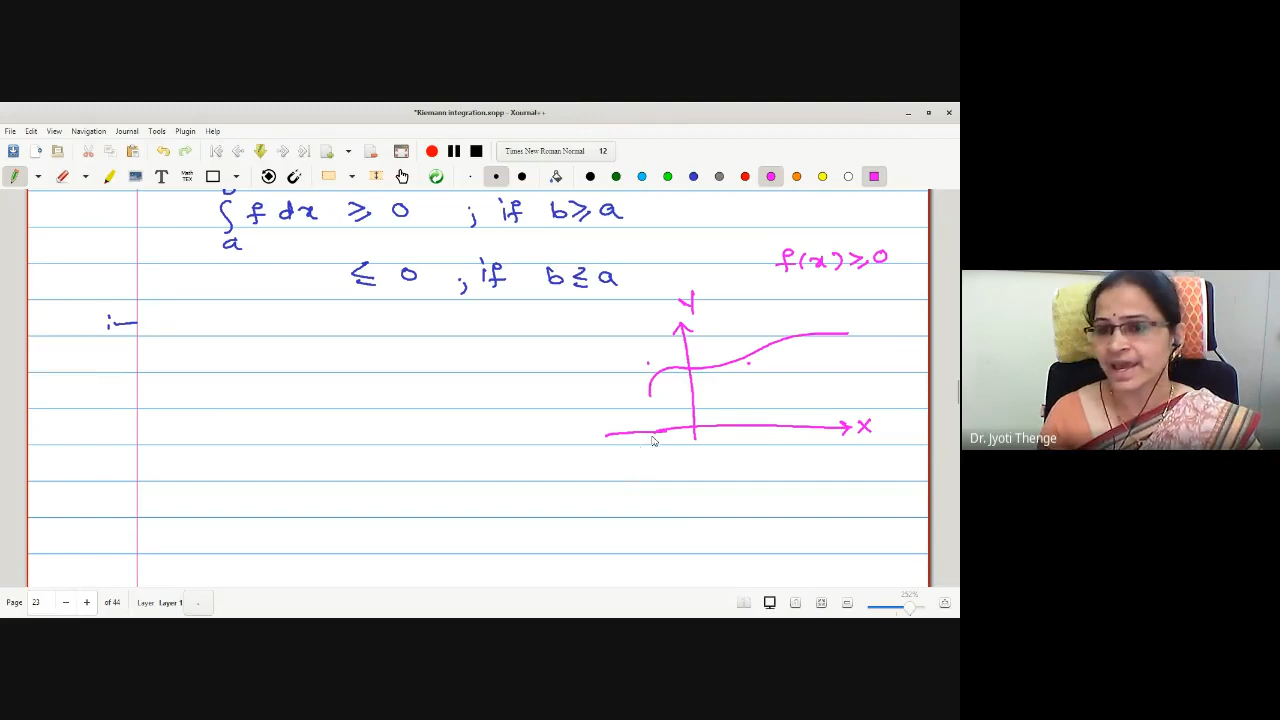 *Riemann integration.xopp - Xournal++
File Edit View Navigation Journal Tools Plugin Help
Times New Roman Normal 12
∫ₐ f dx ≥ 0 ; if b ≥ a
f(x) ≥ 0
≤ 0 ; if b ≤ a
:-
Y
X
Dr. Jyoti Thenge
Page 23 of 44 Layer Layer 1
252%